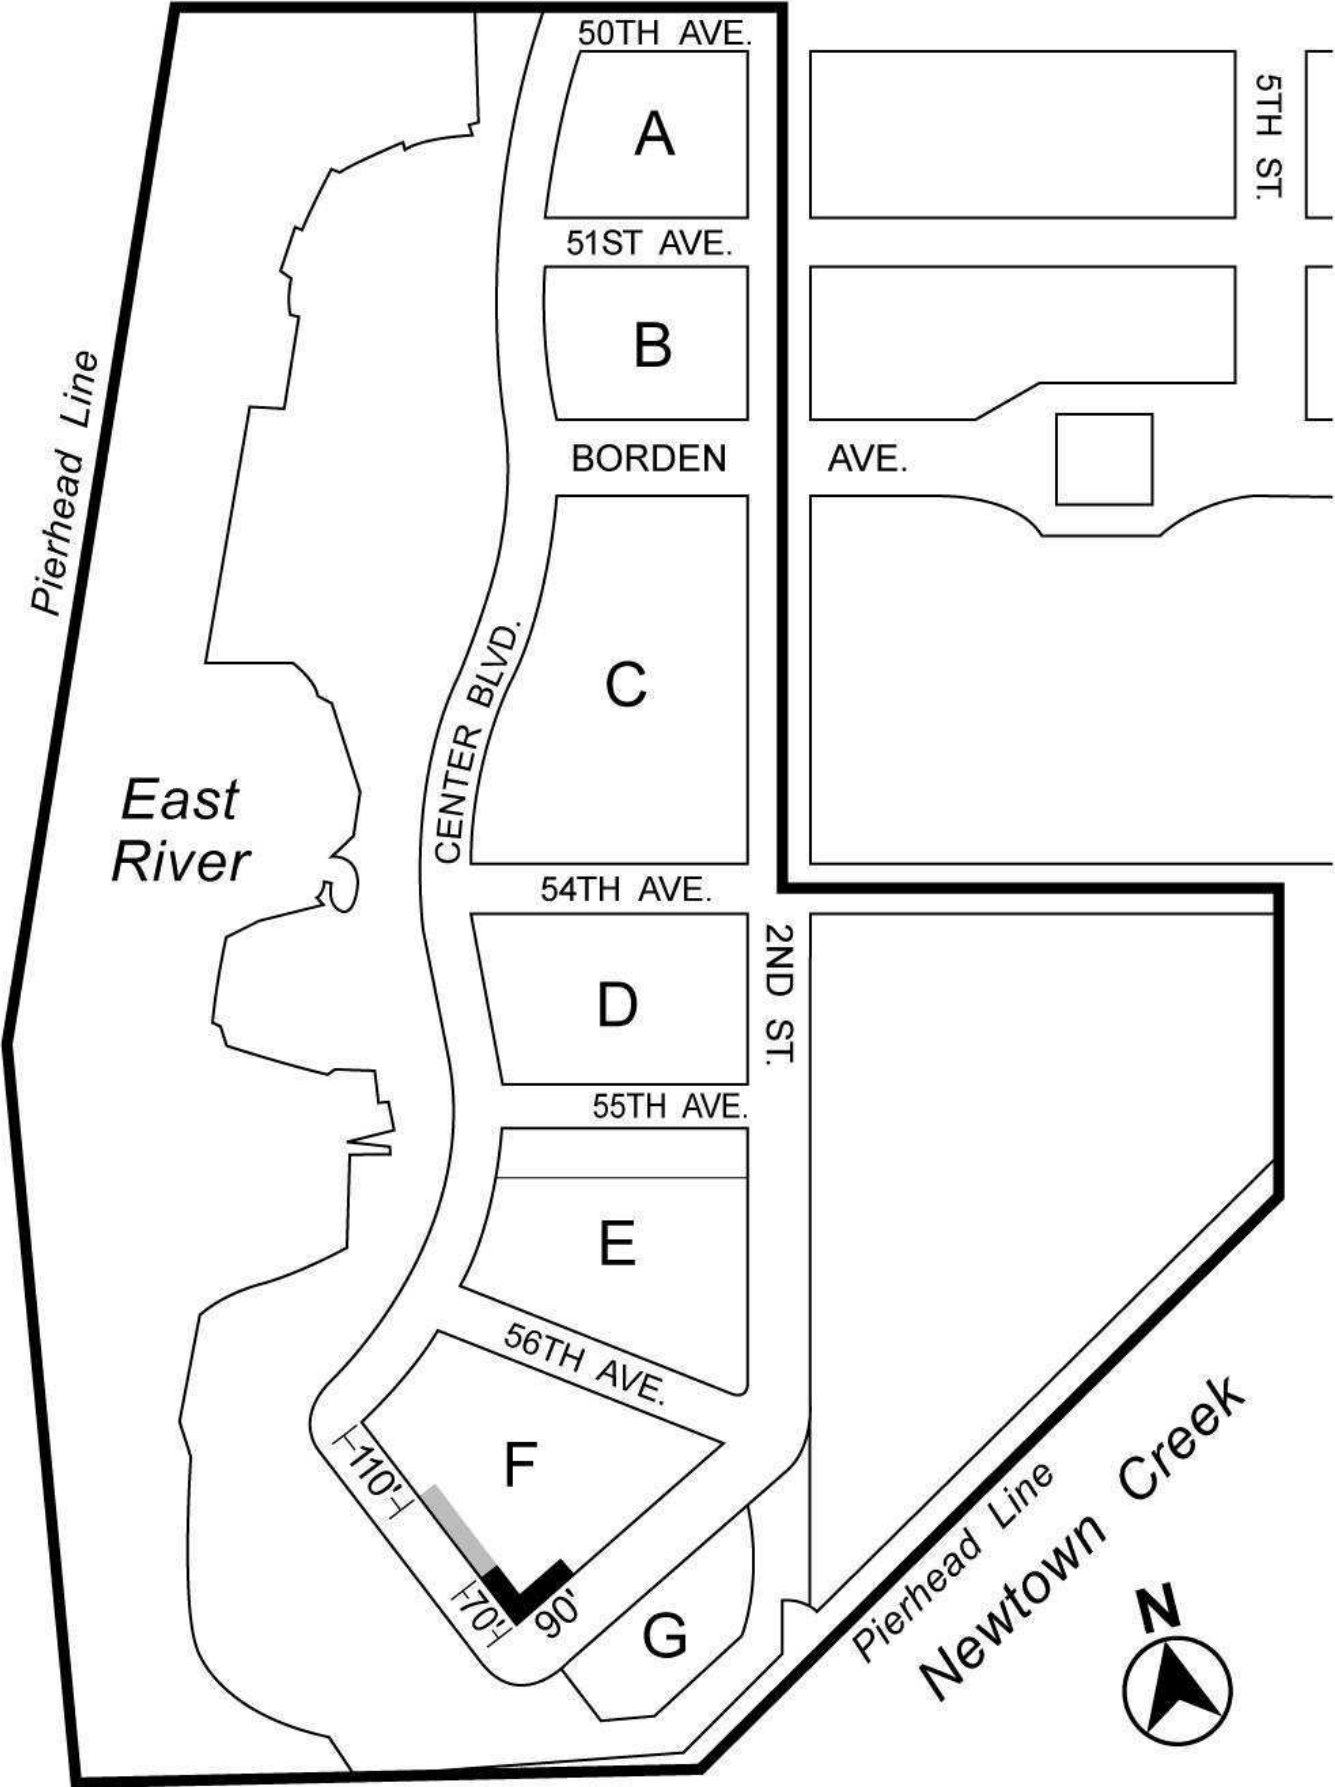 50TH AVE.
5TH ST.
A
51ST AVE.
B
Pierhead Line
BORDEN AVE.
CENTER BLVD.
C
East
River
54TH AVE.
2ND ST.
D
55TH AVE.
E
56TH AVE.
F
110'
70'
90'
G
Pierhead Line
Newtown Creek
N